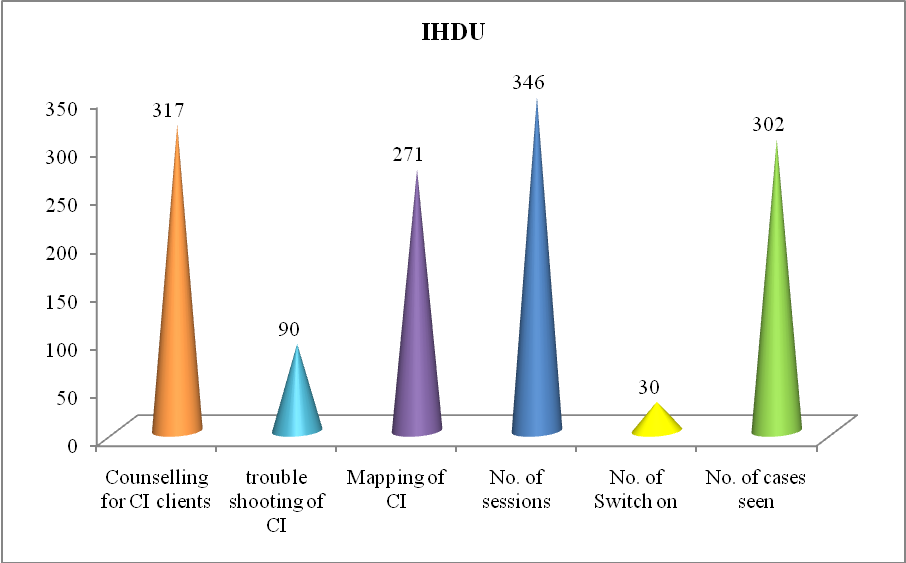 IHDU
350
300
250
200
150
100
50
0
317
90
271
346
30
302
Counselling
for CI clients
trouble
shooting of
CI
Mapping of
CI
No. of
sessions
No. of
Switch on
No. of cases
seen